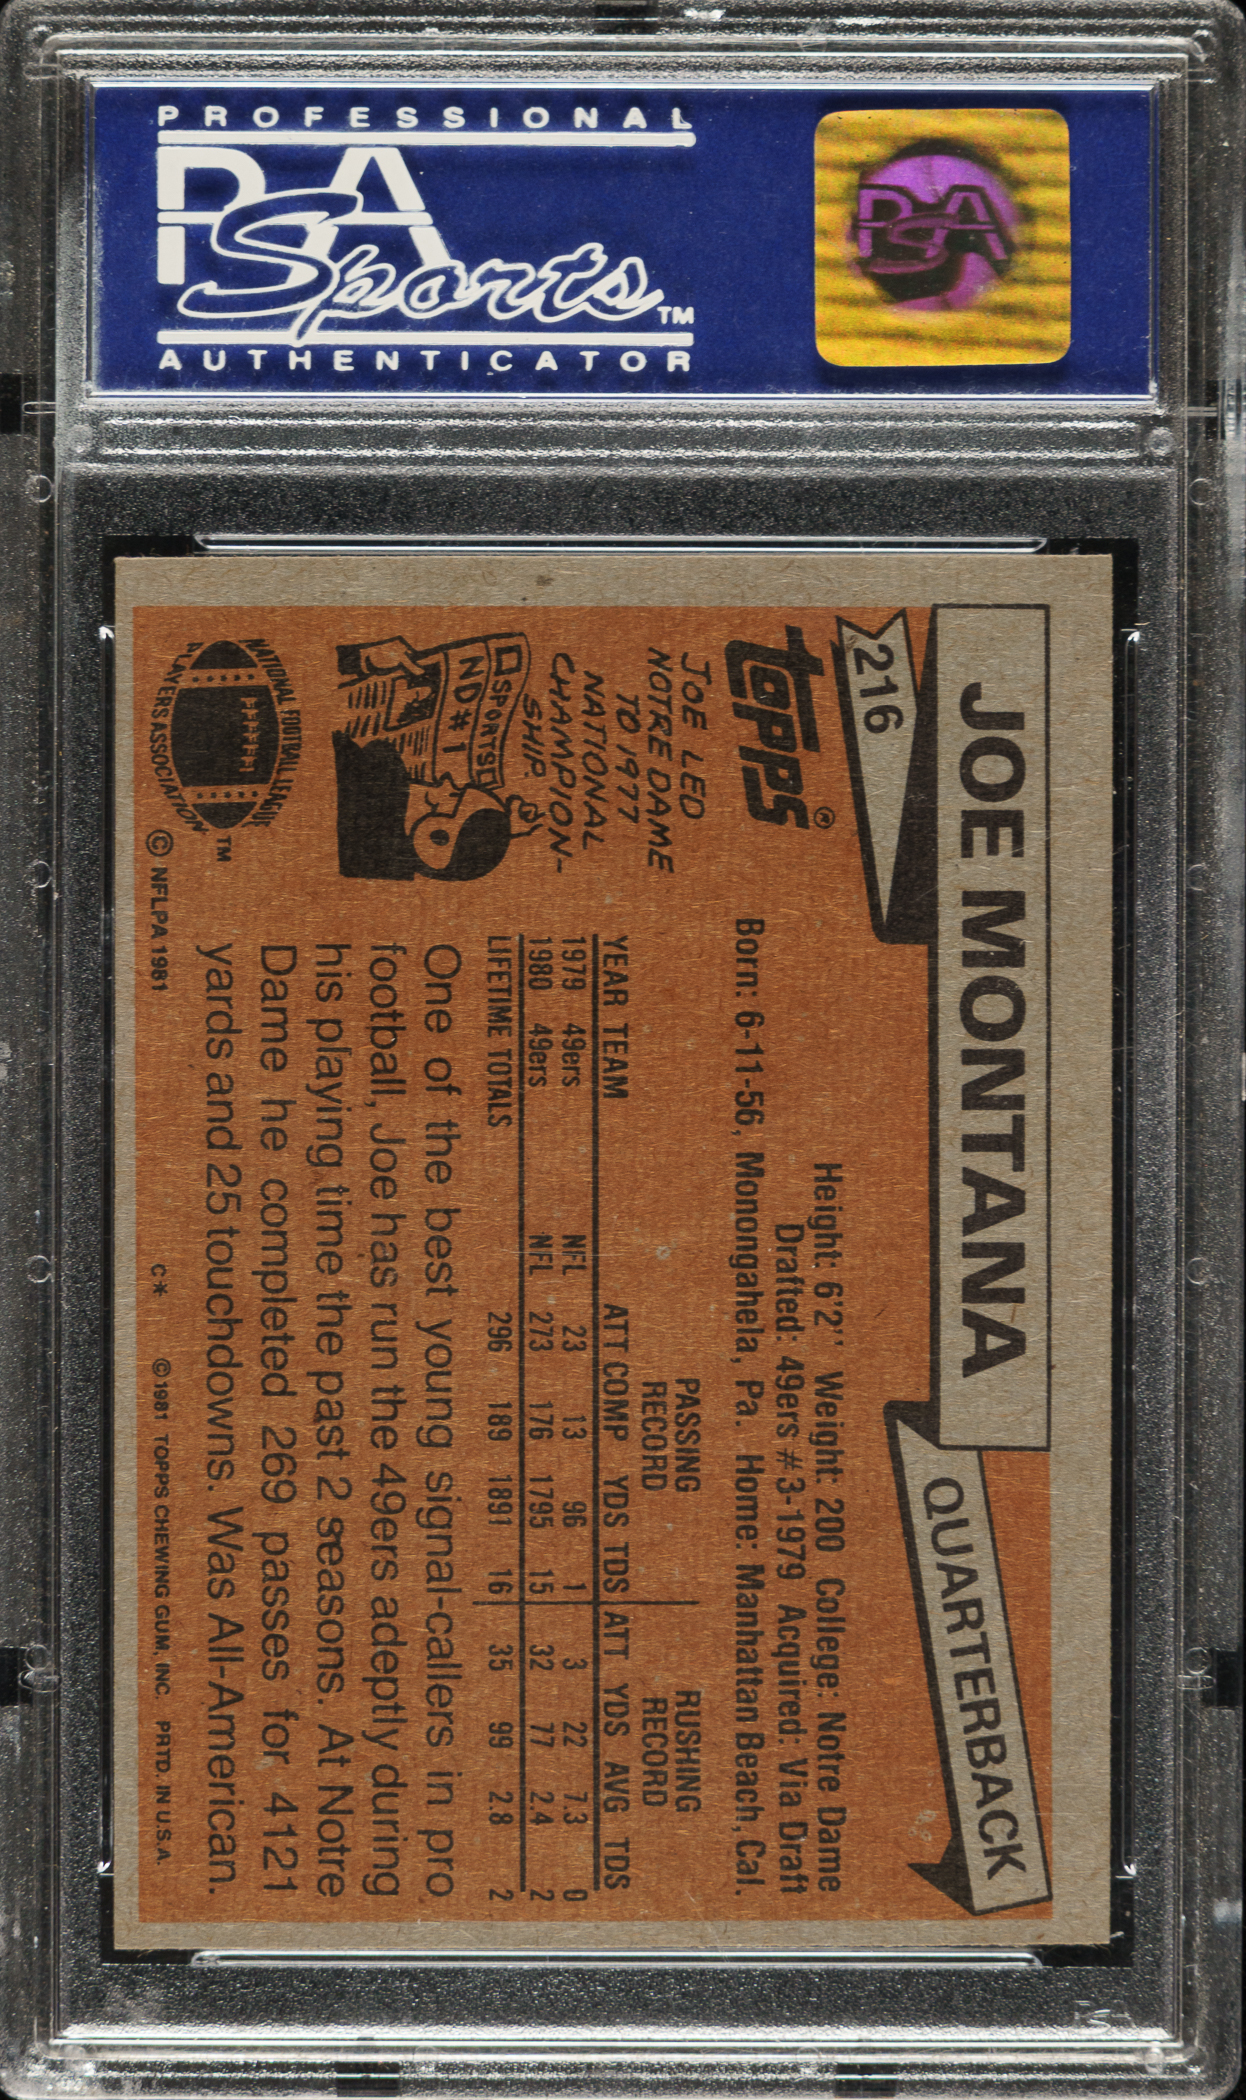 PROFESSIONAL
PSA
Sports™
AUTHENTICATOR
PSA
JOE MONTANA
QUARTERBACK
216
topps®
Height: 6'2'' Weight: 200 College: Notre Dame
Drafted: 49ers #3-1979 Acquired: Via Draft
Born: 6-11-56, Monongahela, Pa. Home: Manhattan Beach, Cal.
JOE LED
NOTRE DAME
TO 1977
NATIONAL
CHAMPION-
SHIP.
SPORTS
ND #1
PASSING RECORD RUSHING RECORD
YEAR TEAM ATT COMP YDS TDS ATT YDS AVG TDS
1979 49ers NFL 23 13 96 1 3 22 7.3 0
1980 49ers NFL 273 176 1795 15 32 77 2.4 2
LIFETIME TOTALS 296 189 1891 16 35 99 2.8 2
One of the best young signal-callers in pro
football, Joe has run the 49ers adeptly during
his playing time the past 2 seasons. At Notre
Dame he completed 269 passes for 4121
yards and 25 touchdowns. Was All-American.
NATIONAL FOOTBALL LEAGUE
PLAYERS ASSOCIATION
™
© NFLPA 1981
C* © 1981 TOPPS CHEWING GUM, INC. PRTD. IN U.S.A.